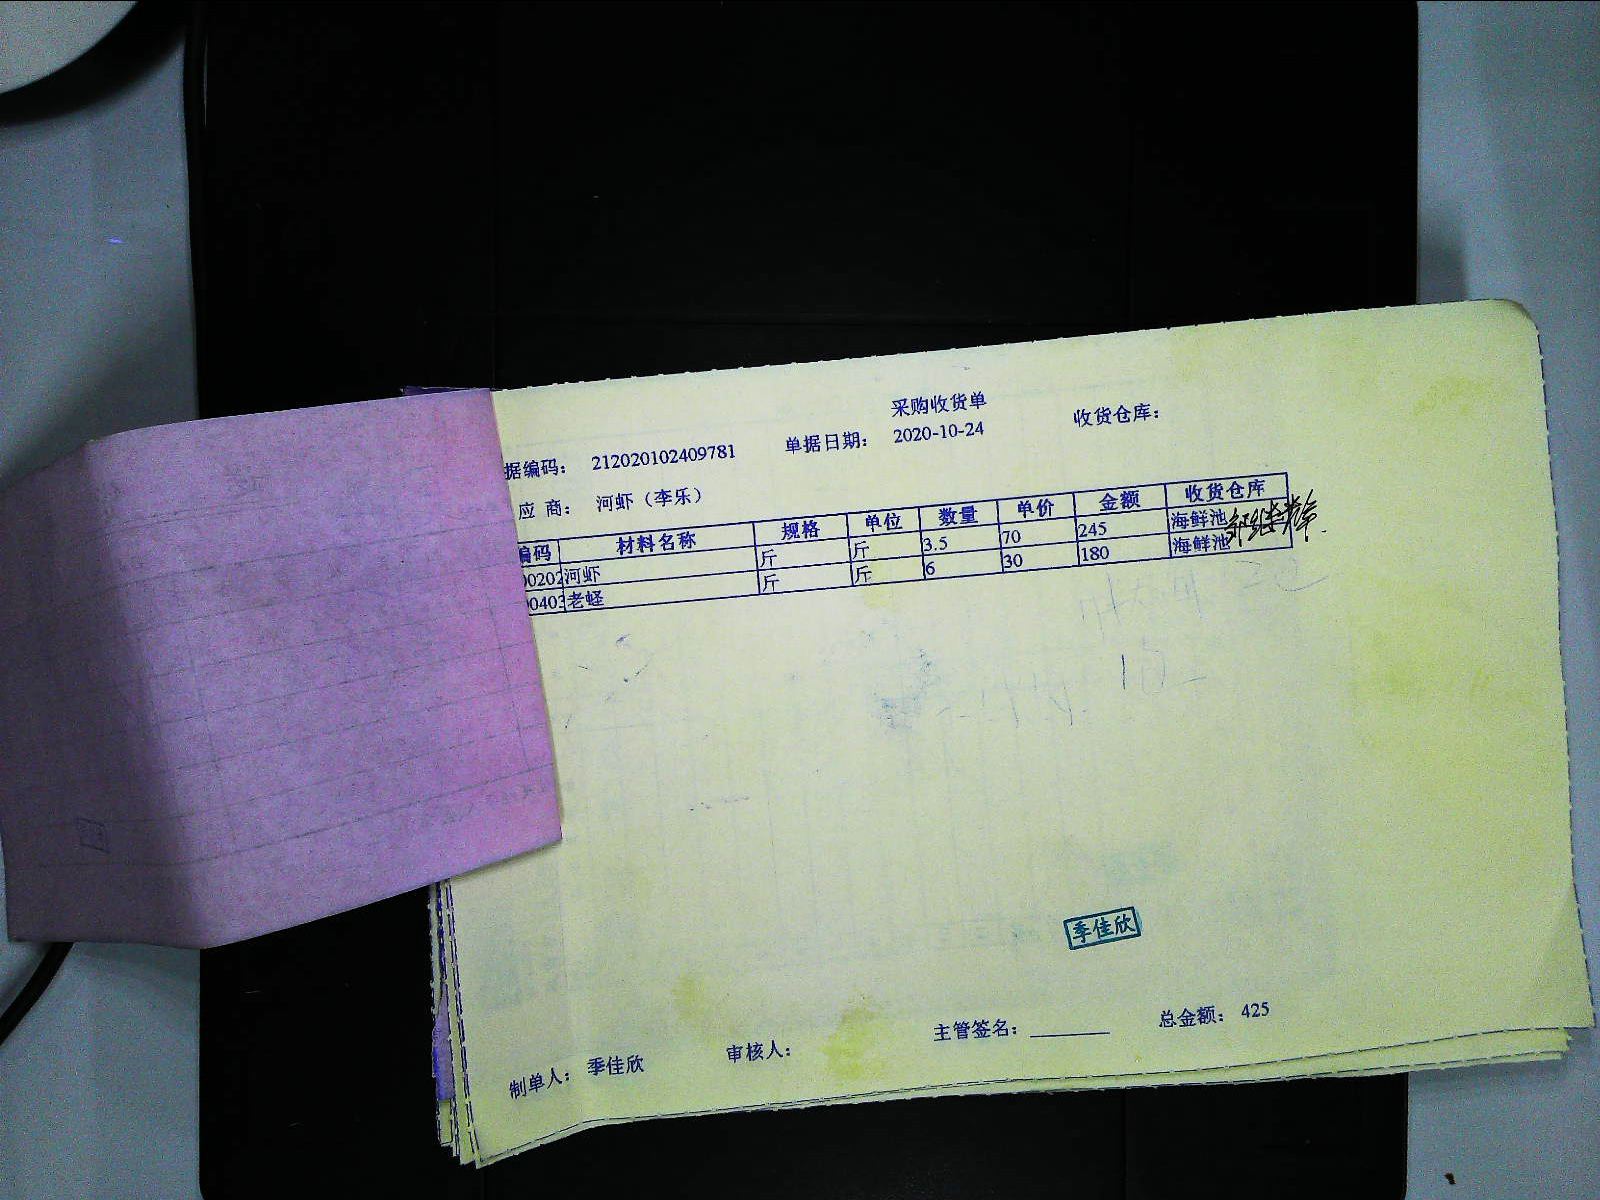 采购收货单
据编码： 212020102409781 单据日期： 2020-10-24 收货仓库：
应 商： 河虾（李乐）
编码 材料名称 规格 单位 数量 单价 金额 收货仓库
00202 河虾 斤 斤 3.5 70 245 海鲜池
00403 老蛏 斤 斤 6 30 180 海鲜池
季佳欣
制单人： 季佳欣 审核人： 主管签名： 总金额： 425